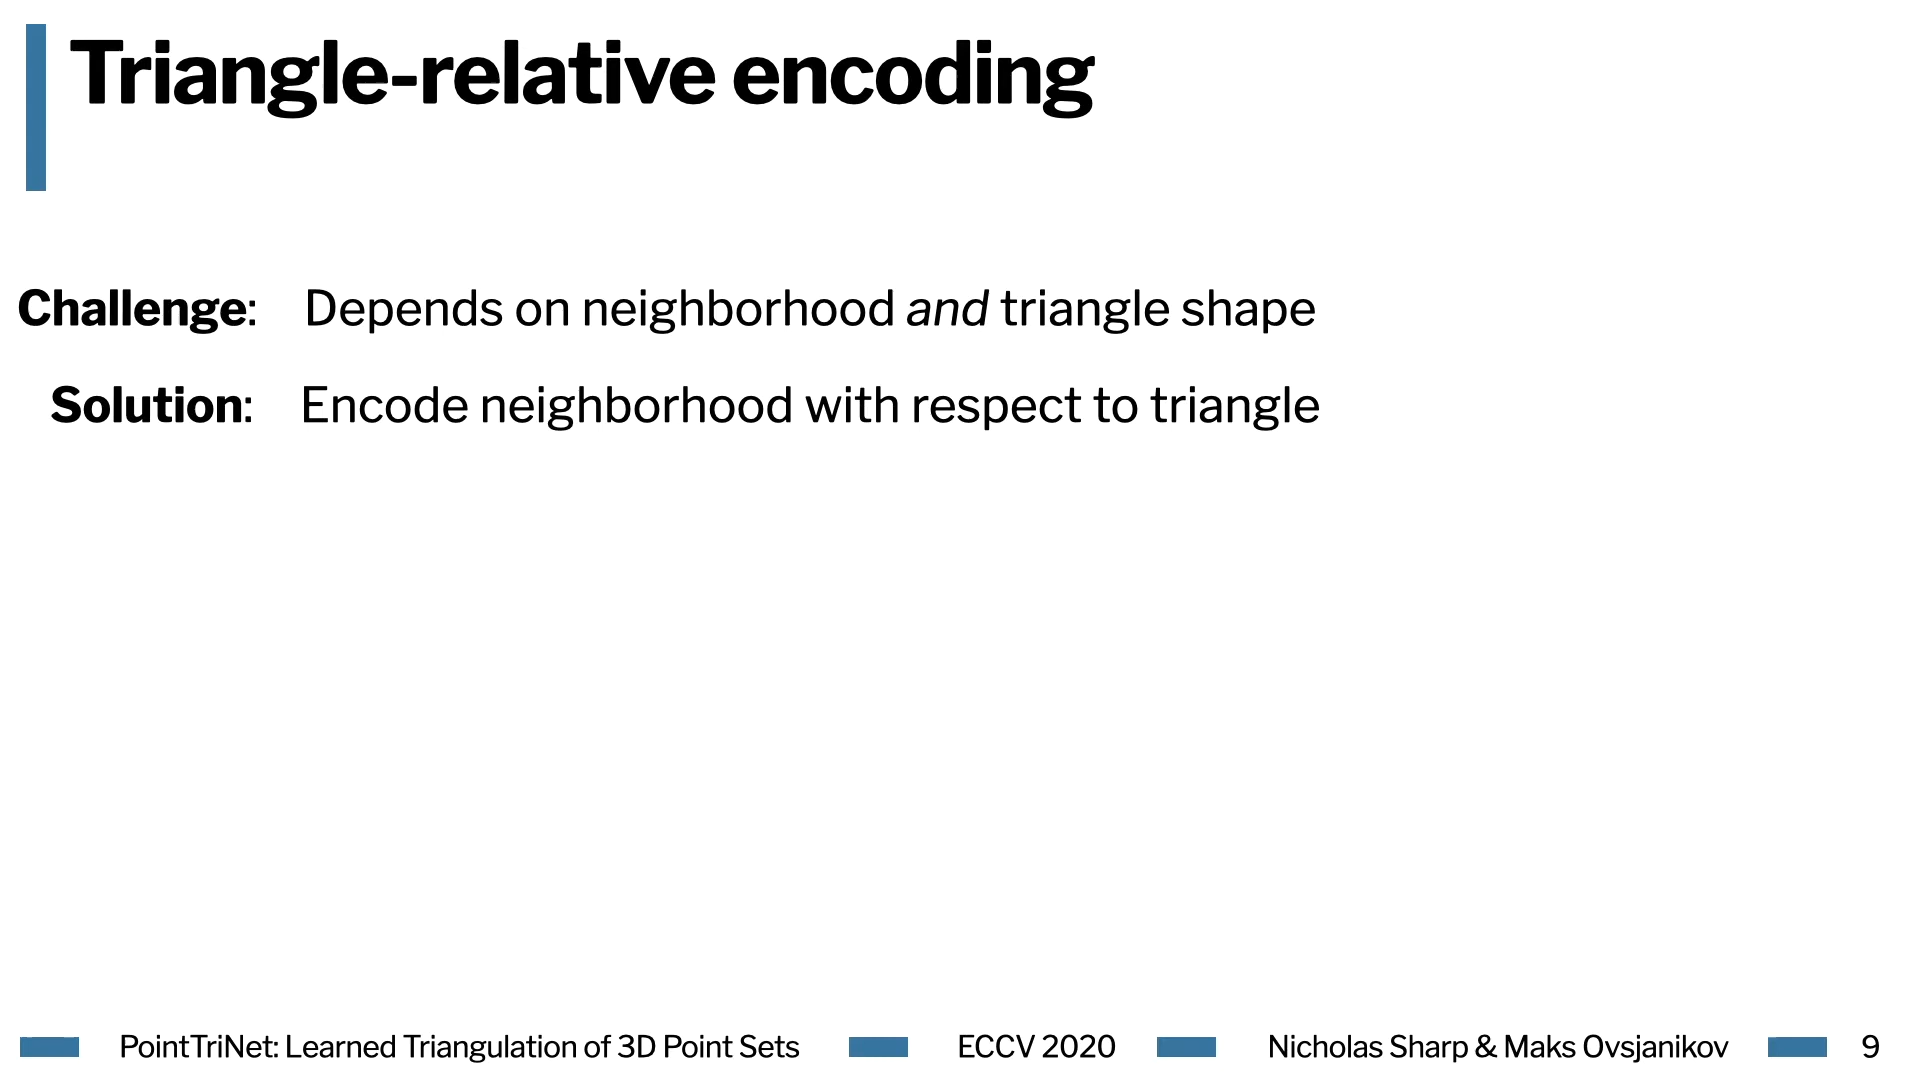 Triangle-relative encoding
Challenge: Depends on neighborhood and triangle shape
Solution: Encode neighborhood with respect to triangle
PointTriNet: Learned Triangulation of 3D Point Sets ECCV 2020 Nicholas Sharp & Maks Ovsjanikov 9